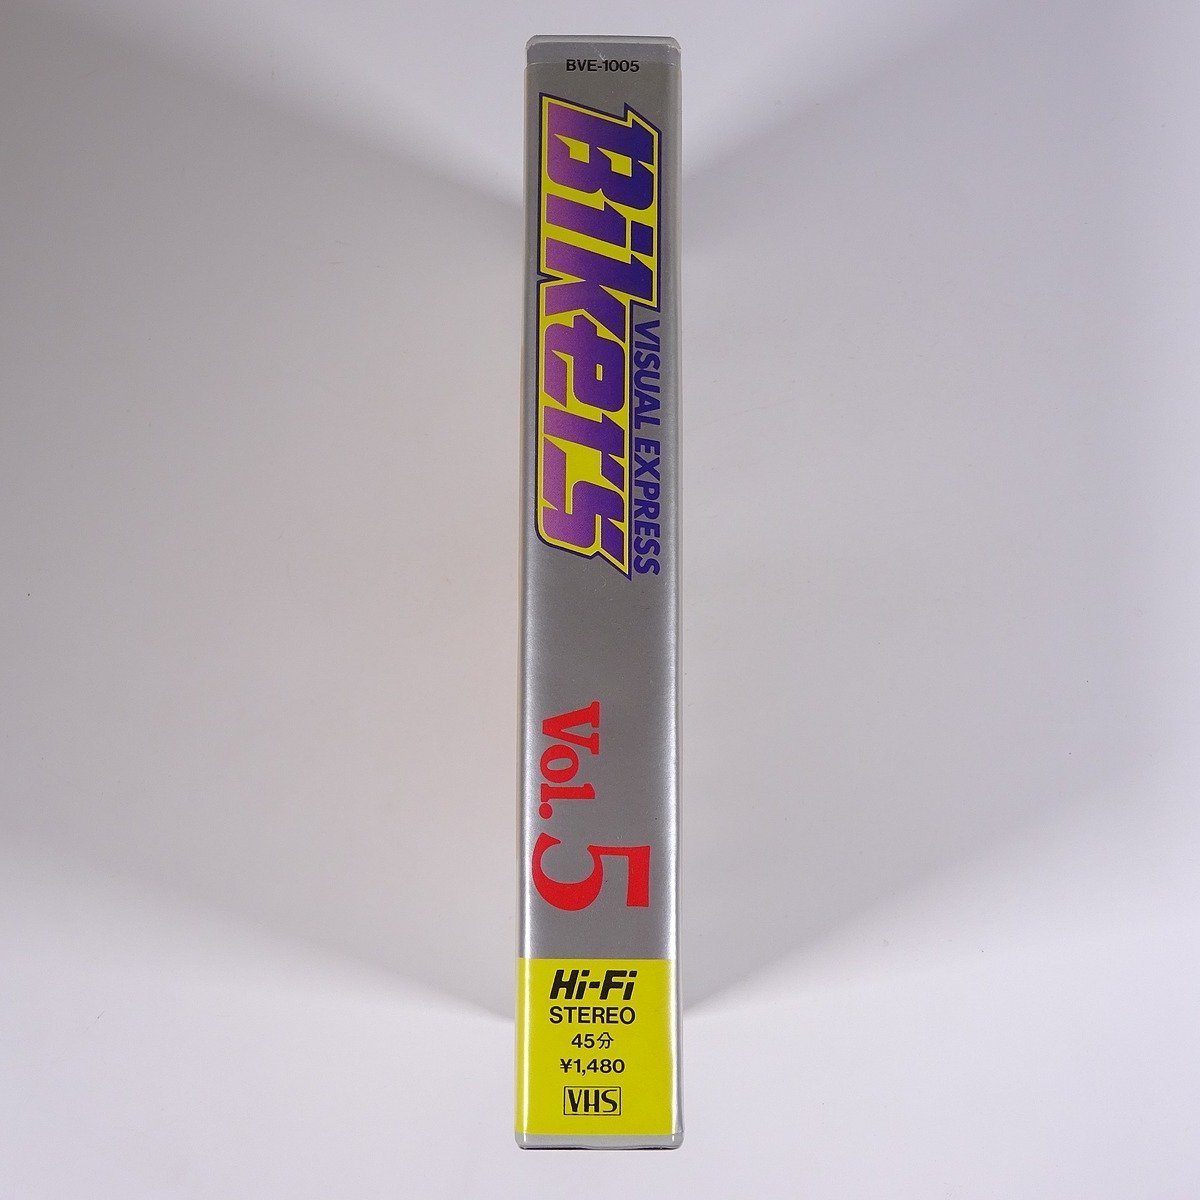 BVE-1005
Bikers
VISUAL EXPRESS
Vol.5
Hi-Fi
STEREO
45分
¥1,480
VHS